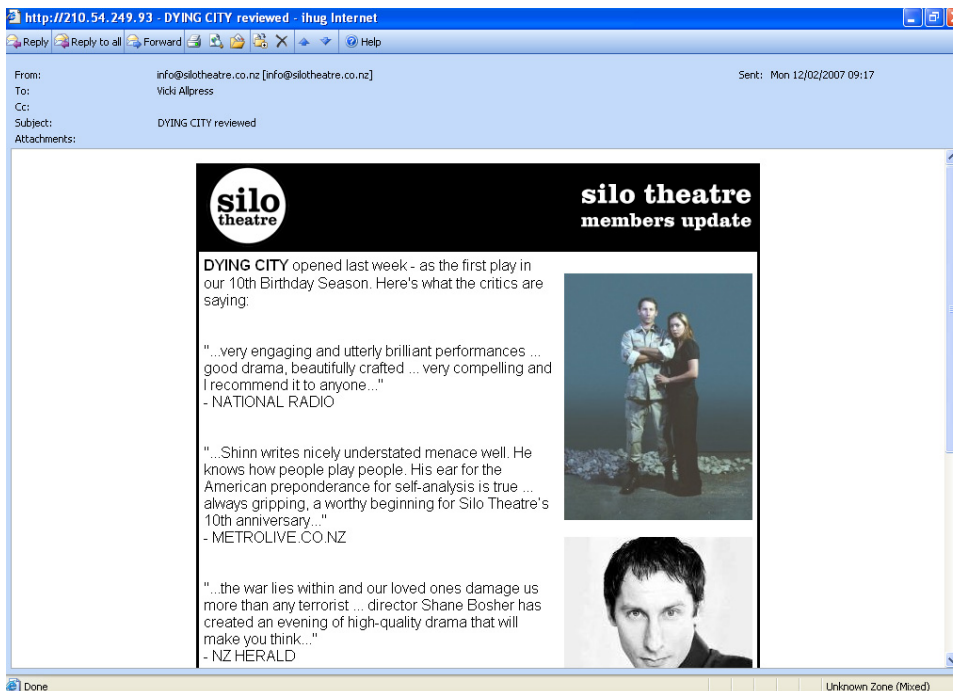 http://210.54.249.93 - DYING CITY reviewed - ihug Internet
Reply Reply to all Forward Help
From: info@silotheatre.co.nz [info@silotheatre.co.nz] Sent: Mon 12/02/2007 09:17
To: Vicki Allpress
Cc:
Subject: DYING CITY reviewed
Attachments:
silo
theatre
silo theatre
members update
DYING CITY opened last week - as the first play in
our 10th Birthday Season. Here's what the critics are
saying:
"...very engaging and utterly brilliant performances ...
good drama, beautifully crafted ... very compelling and
I recommend it to anyone..."
- NATIONAL RADIO
"...Shinn writes nicely understated menace well. He
knows how people play people. His ear for the
American preponderance for self-analysis is true ...
always gripping, a worthy beginning for Silo Theatre's
10th anniversary..."
- METROLIVE.CO.NZ
"...the war lies within and our loved ones damage us
more than any terrorist ... director Shane Bosher has
created an evening of high-quality drama that will
make you think..."
- NZ HERALD
Done Unknown Zone (Mixed)